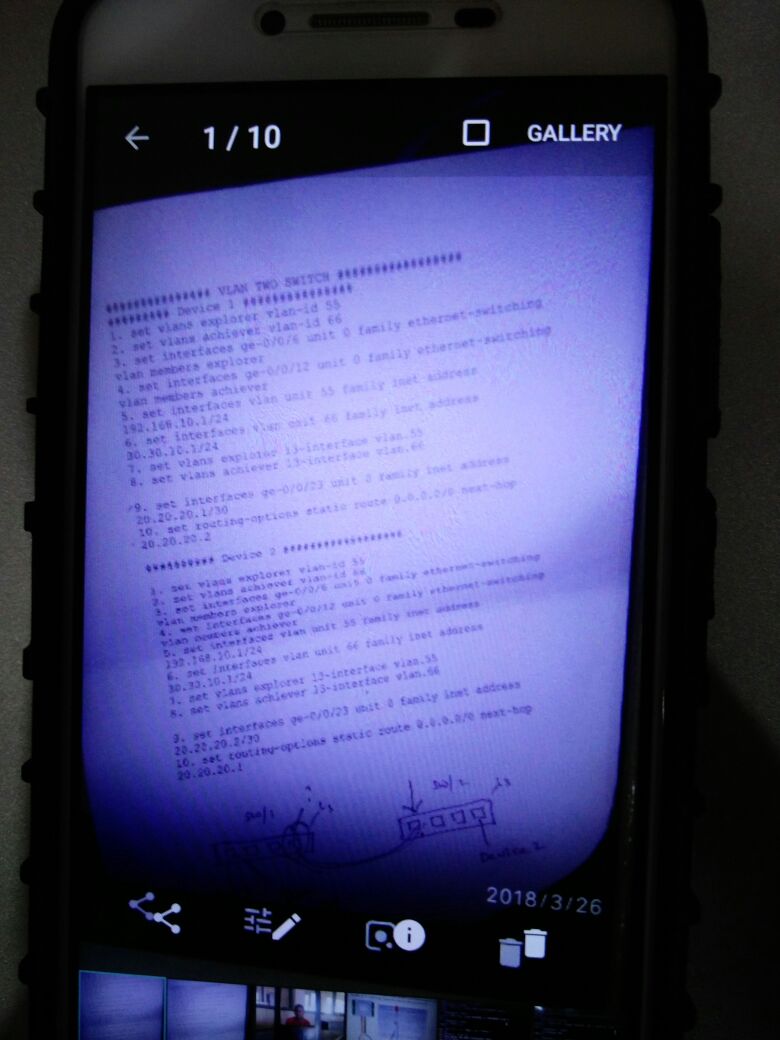 1 / 10
GALLERY
############### VLAN TWO SWITCH ##################
######### Device 1 ################
1. set vlans explorer vlan-id 55
2. set vlans achiever vlan-id 66
3. set interfaces ge-0/0/6 unit 0 family ethernet-switching
vlan members explorer
4. set interfaces ge-0/0/12 unit 0 family ethernet-switching
vlan members achiever
5. set interfaces vlan unit 55 family inet address
192.168.10.1/24
6. set interfaces vlan unit 66 family inet address
30.30.10.1/24
7. set vlans explorer l3-interface vlan.55
8. set vlans achiever l3-interface vlan.66
9. set interfaces ge-0/0/23 unit 0 family inet address
20.20.20.1/30
10. set routing-options static route 0.0.0.0/0 next-hop
20.20.20.2
########## Device 2 ##################
1. set vlans explorer vlan-id 55
2. set vlans achiever vlan-id 66
3. set interfaces ge-0/0/6 unit 0 family ethernet-switching
vlan members explorer
4. set interfaces ge-0/0/12 unit 0 family ethernet-switching
vlan members achiever
5. set interfaces vlan unit 55 family inet address
192.168.10.1/24
6. set interfaces vlan unit 66 family inet address
30.30.10.1/24
7. set vlans explorer l3-interface vlan.55
8. set vlans achiever l3-interface vlan.66
9. set interfaces ge-0/0/23 unit 0 family inet address
20.20.20.2/30
10. set routing-options static route 0.0.0.0/0 next-hop
20.20.20.1
Device 2
2018/3/26